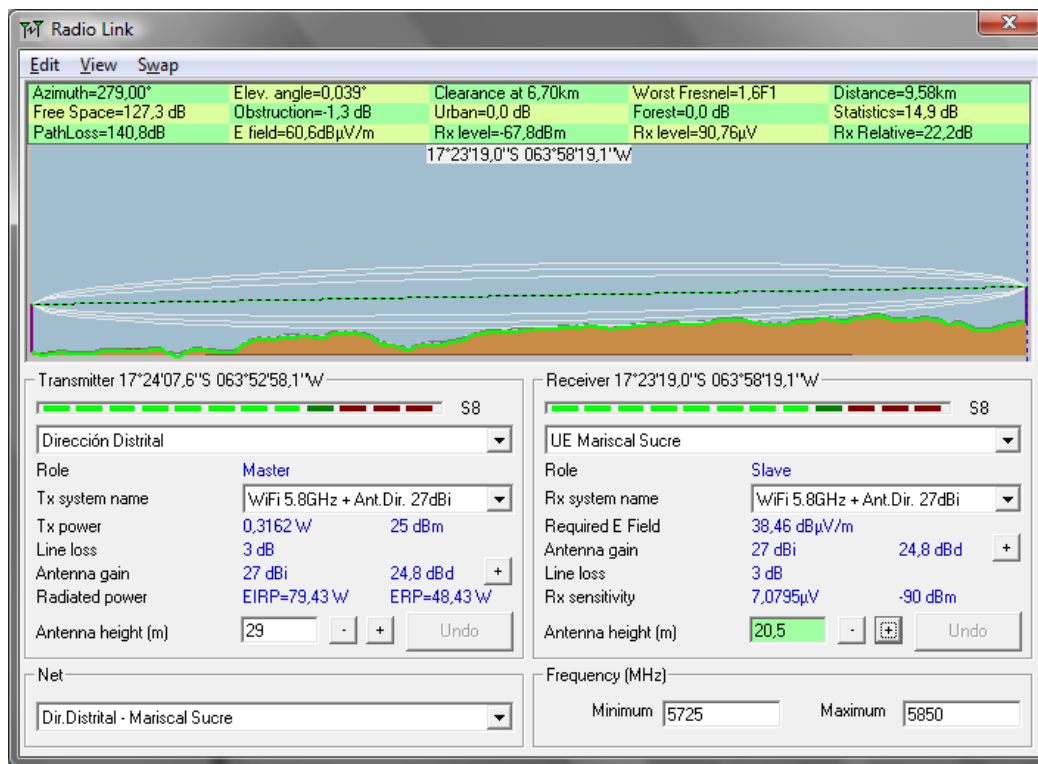 Radio Link
Edit View Swap
Azimuth=279,00° Elev. angle=0,039° Clearance at 6,70km Worst Fresnel=1,6F1 Distance=9,58km
Free Space=127,3 dB Obstruction=-1,3 dB Urban=0,0 dB Forest=0,0 dB Statistics=14,9 dB
PathLoss=140,8dB E field=60,6dBµV/m Rx level=-67,8dBm Rx level=90,76µV Rx Relative=22,2dB
17°23'19,0"S 063°58'19,1"W
Transmitter 17°24'07,6"S 063°52'58,1"W
S8
Dirección Distrital
Role Master
Tx system name WiFi 5.8GHz + Ant.Dir. 27dBi
Tx power 0,3162 W 25 dBm
Line loss 3 dB
Antenna gain 27 dBi 24,8 dBd +
Radiated power EIRP=79,43 W ERP=48,43 W
Antenna height (m) 29 - + Undo
Net
Dir.Distrital - Mariscal Sucre
Receiver 17°23'19,0"S 063°58'19,1"W
S8
UE Mariscal Sucre
Role Slave
Rx system name WiFi 5.8GHz + Ant.Dir. 27dBi
Required E Field 38,46 dBµV/m
Antenna gain 27 dBi 24,8 dBd +
Line loss 3 dB
Rx sensitivity 7,0795µV -90 dBm
Antenna height (m) 20,5 - + Undo
Frequency (MHz)
Minimum 5725 Maximum 5850